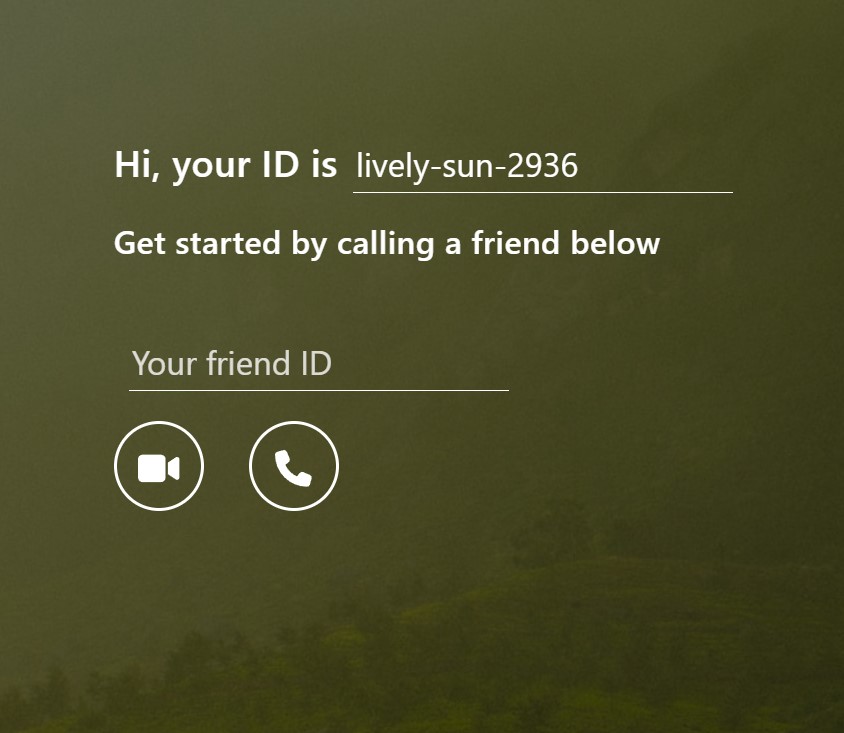 Hi, your ID is lively-sun-2936
Get started by calling a friend below
Your friend ID